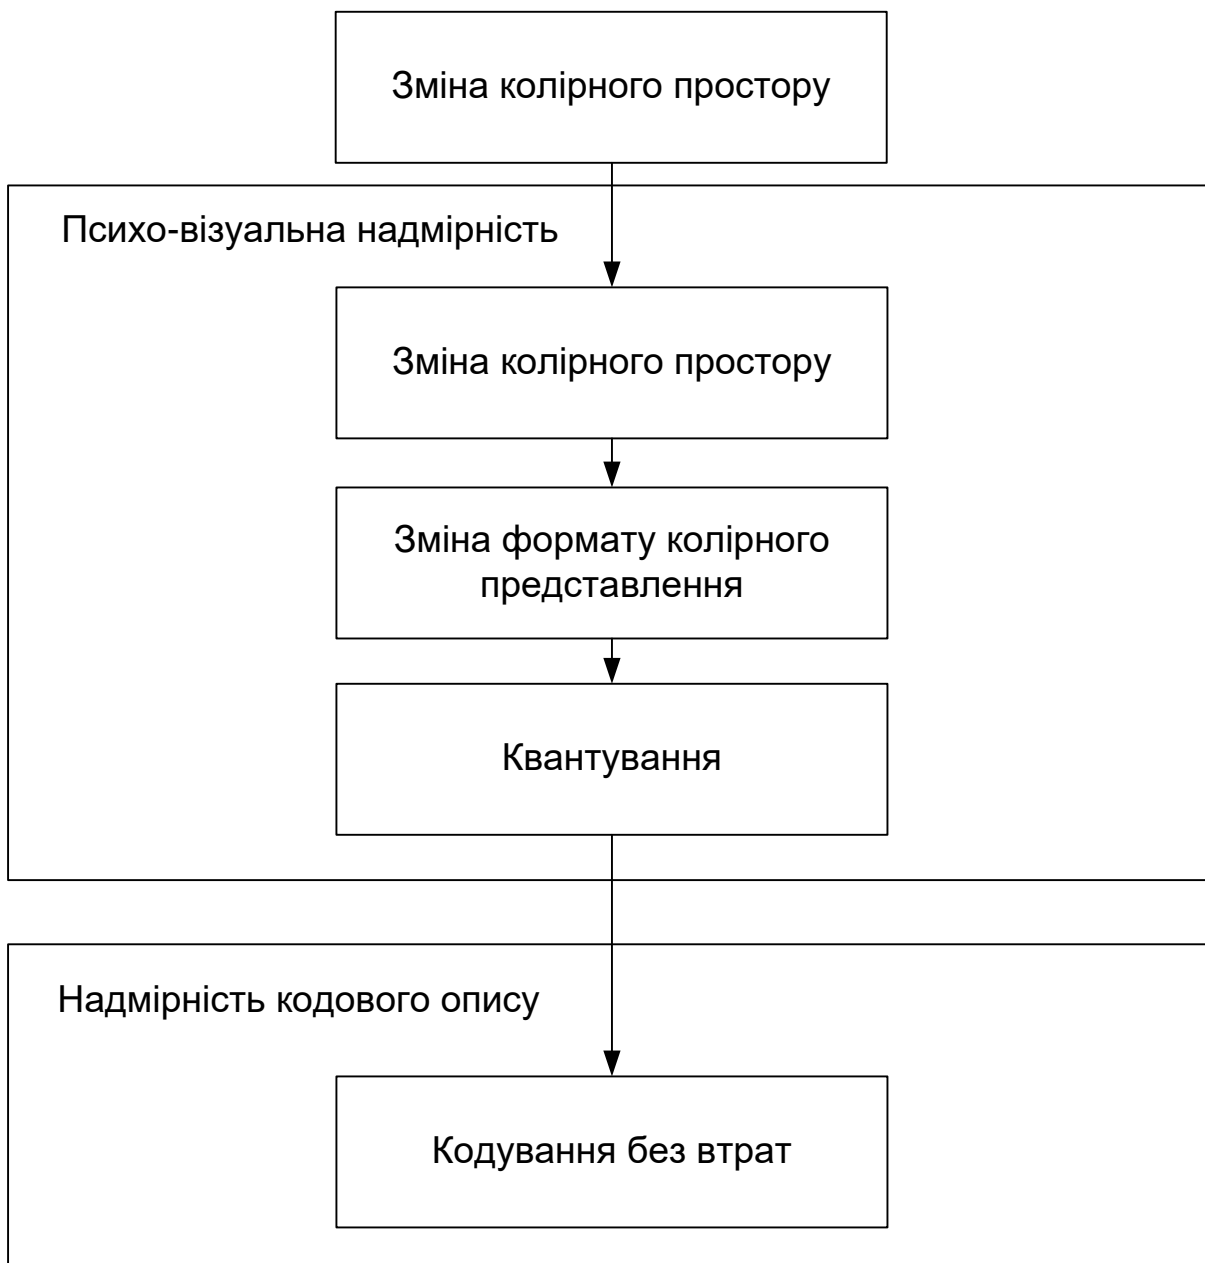 Зміна колірного простору
Психо-візуальна надмірність
Зміна колірного простору
Зміна формату колірного
представлення
Квантування
Надмірність кодового опису
Кодування без втрат